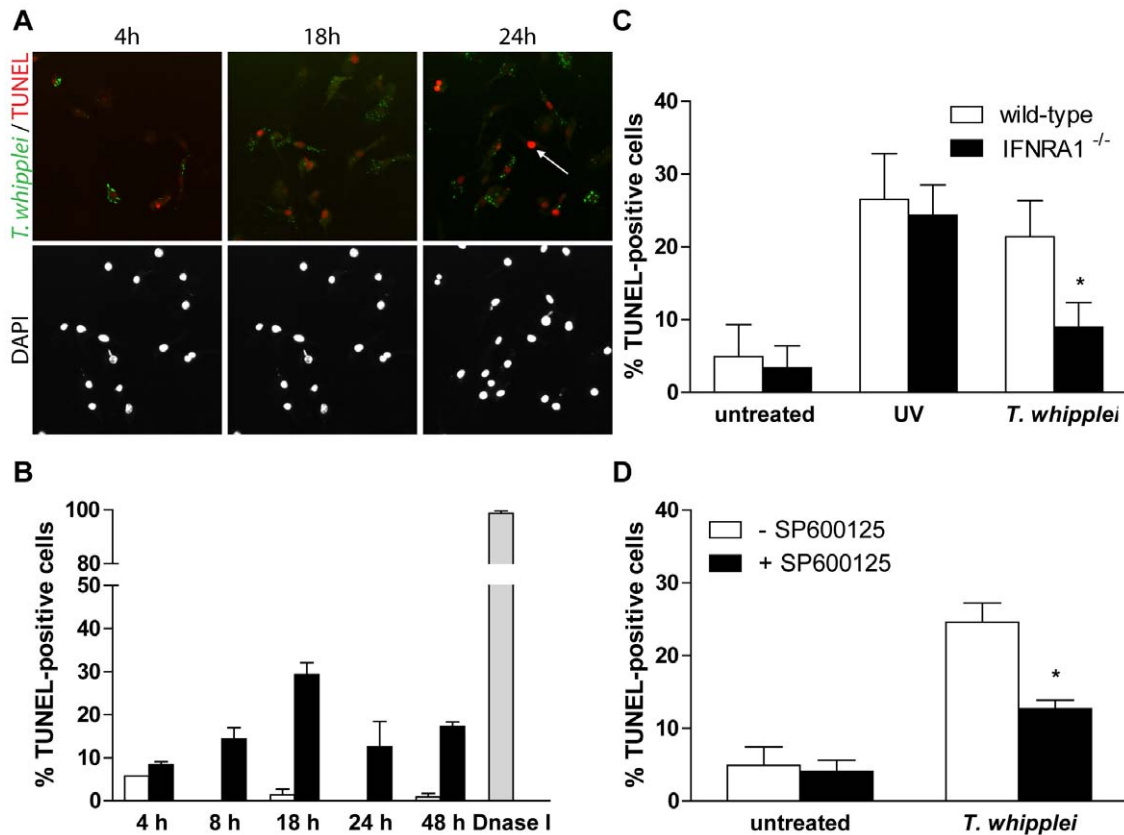 A
4h
18h
24h
T. whipplei / TUNEL
DAPI
B
% TUNEL-positive cells
100
80
50
40
30
20
10
0
4 h
8 h
18 h
24 h
48 h
Dnase I
C
% TUNEL-positive cells
40
30
20
10
0
wild-type
IFNRA1 -/-
*
untreated
UV
T. whipplei
D
% TUNEL-positive cells
40
30
20
10
0
- SP600125
+ SP600125
*
untreated
T. whipplei